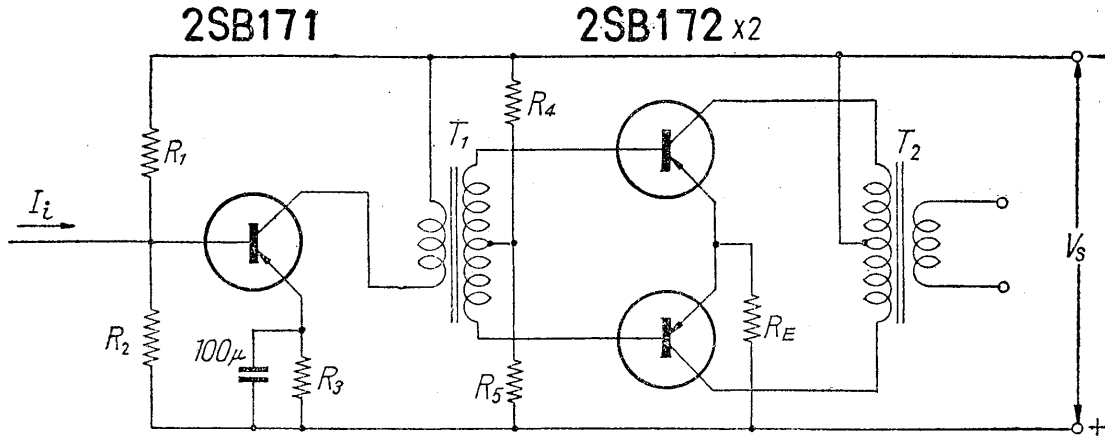 2SB171
2SB172 x2
R4
T1
R1
T2
Ii
Vs
R2
RE
100μ
R3
R5
−
+